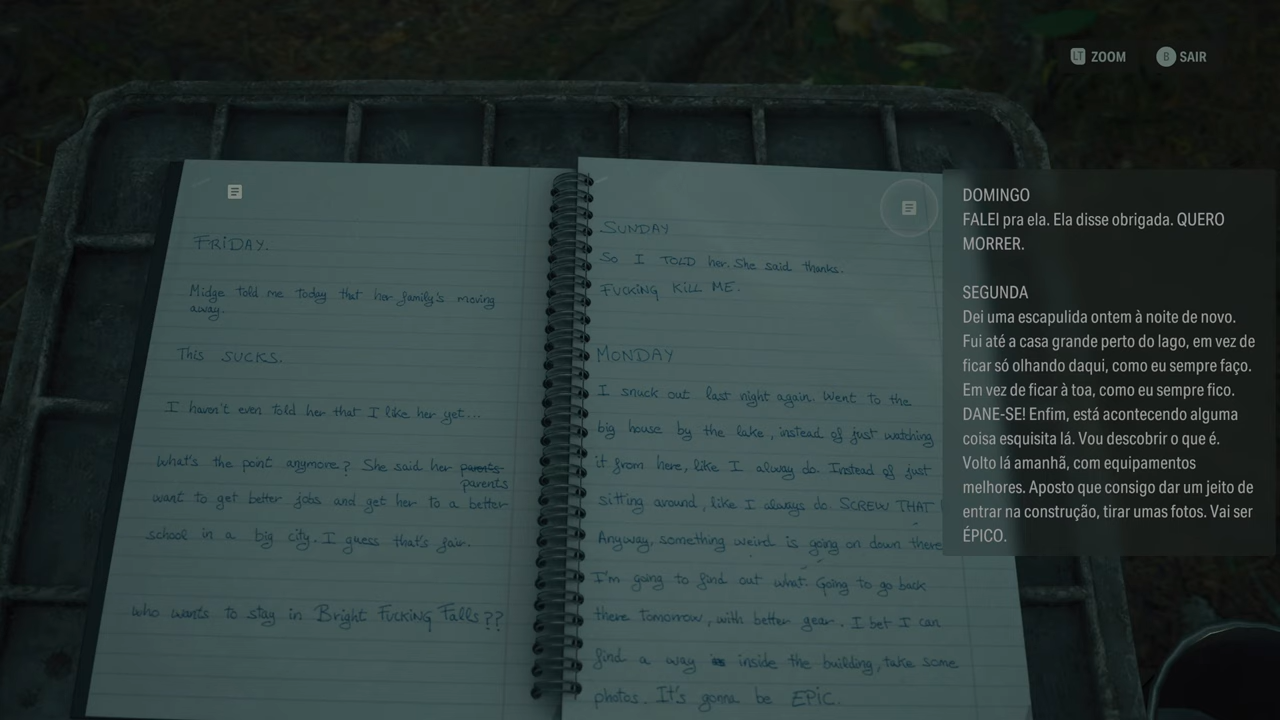 LT ZOOM
B SAIR
FRIDAY.
Midge told me today that her family's moving
away.
This SUCKS.
I haven't even told her that I like her yet...
what's the point anymore? She said her parents
parents
want to get better jobs and get her to a better
school in a big city. I guess that's fair.
who wants to stay in Bright FUCKING Falls??
SUNDAY
So I TOLD her. She said thanks.
FUCKING KILL ME.
MONDAY
I snuck out last night again. Went to the
big house by the lake, instead of just watching
it from here, like I alway do. Instead of just
sitting around, like I always do SCREW THAT
Anyway, something weird is going on down there
I'm going to find out what. Going to go back
there Tomorrow, with better gear. I bet I can
find a way inside the building, take some
photos. It's gonna be EPIC.
DOMINGO
FALEI pra ela. Ela disse obrigada. QUERO
MORRER.
SEGUNDA
Dei uma escapulida ontem à noite de novo.
Fui até a casa grande perto do lago, em vez de
ficar só olhando daqui, como eu sempre faço.
Em vez de ficar à toa, como eu sempre fico.
DANE-SE! Enfim, está acontecendo alguma
coisa esquisita lá. Vou descobrir o que é.
Volto lá amanhã, com equipamentos
melhores. Aposto que consigo dar um jeito de
entrar na construção, tirar umas fotos. Vai ser
ÉPICO.